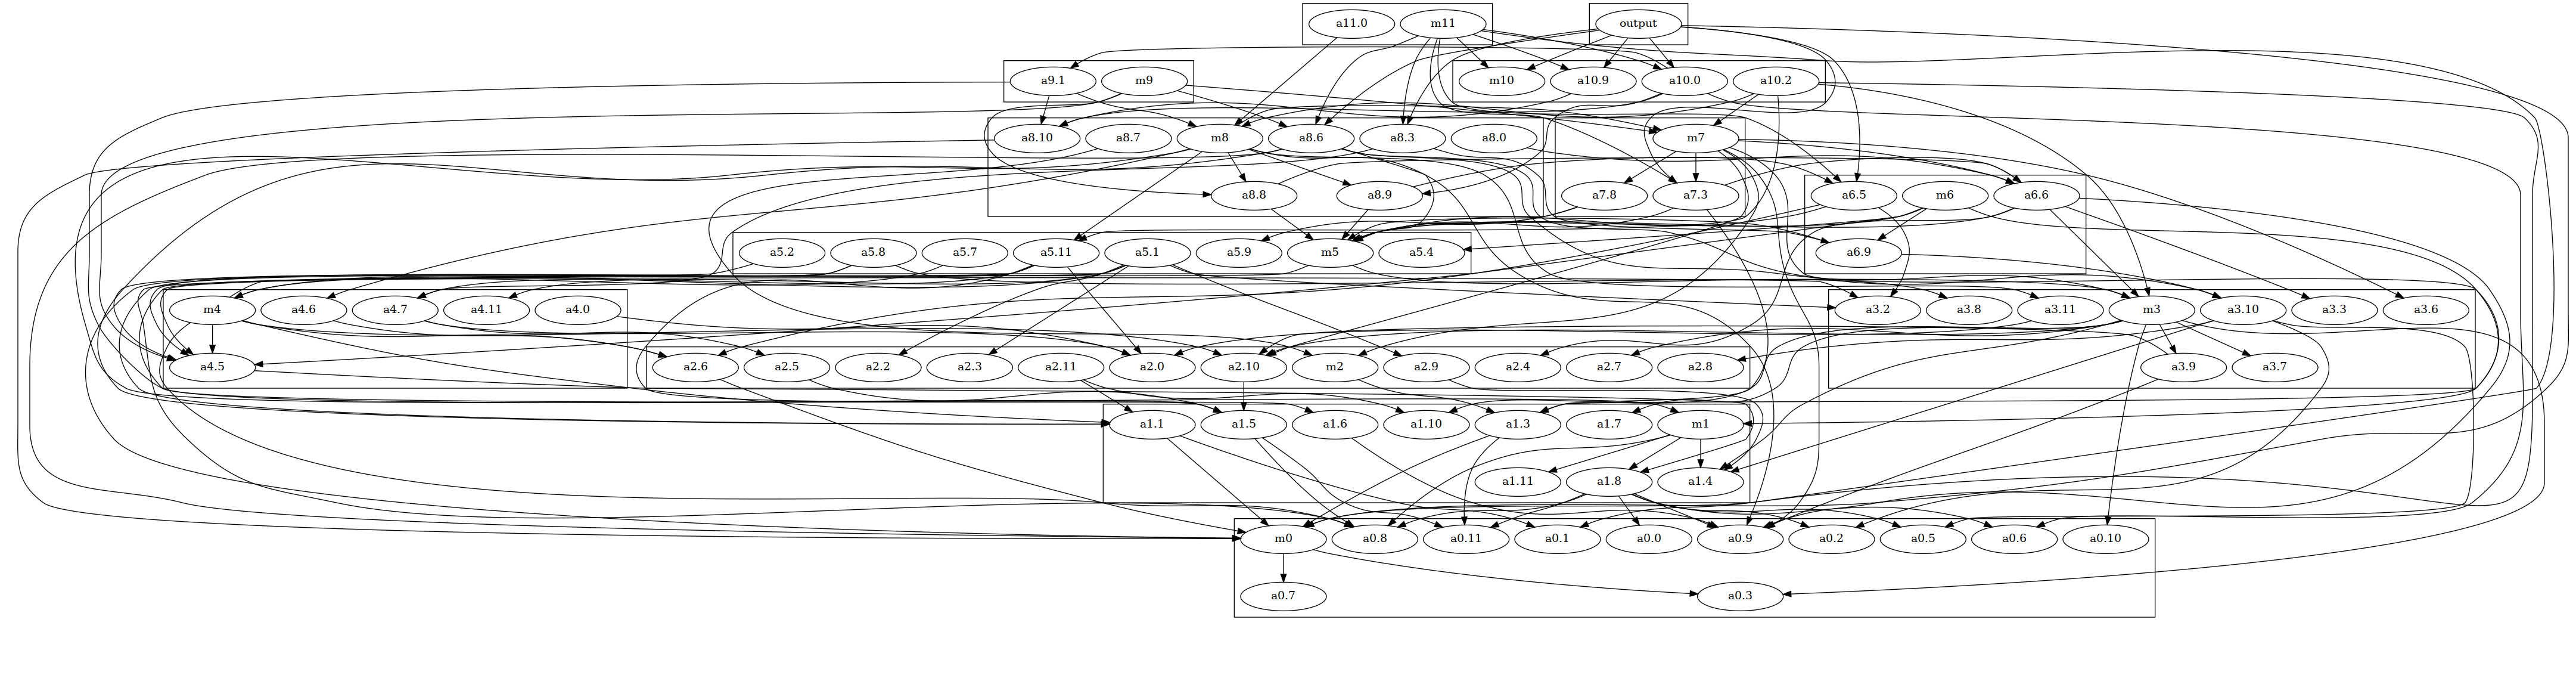 a11.0 m11 output
a9.1 m9 m10 a10.9 a10.0 a10.2
a8.10 a8.7 m8 a8.6 a8.3 a8.0 m7
a8.8 a8.9 a7.8 a7.3 a6.5 m6 a6.6
a5.2 a5.8 a5.7 a5.11 a5.1 a5.9 m5 a5.4 a6.9
m4 a4.6 a4.7 a4.11 a4.0 a3.2 a3.8 a3.11 m3 a3.10 a3.3 a3.6
a4.5 a2.6 a2.5 a2.2 a2.3 a2.11 a2.0 a2.10 m2 a2.9 a2.4 a2.7 a2.8 a3.9 a3.7
a1.1 a1.5 a1.6 a1.10 a1.3 a1.7 m1
a1.11 a1.8 a1.4
m0 a0.8 a0.11 a0.1 a0.0 a0.9 a0.2 a0.5 a0.6 a0.10
a0.7 a0.3